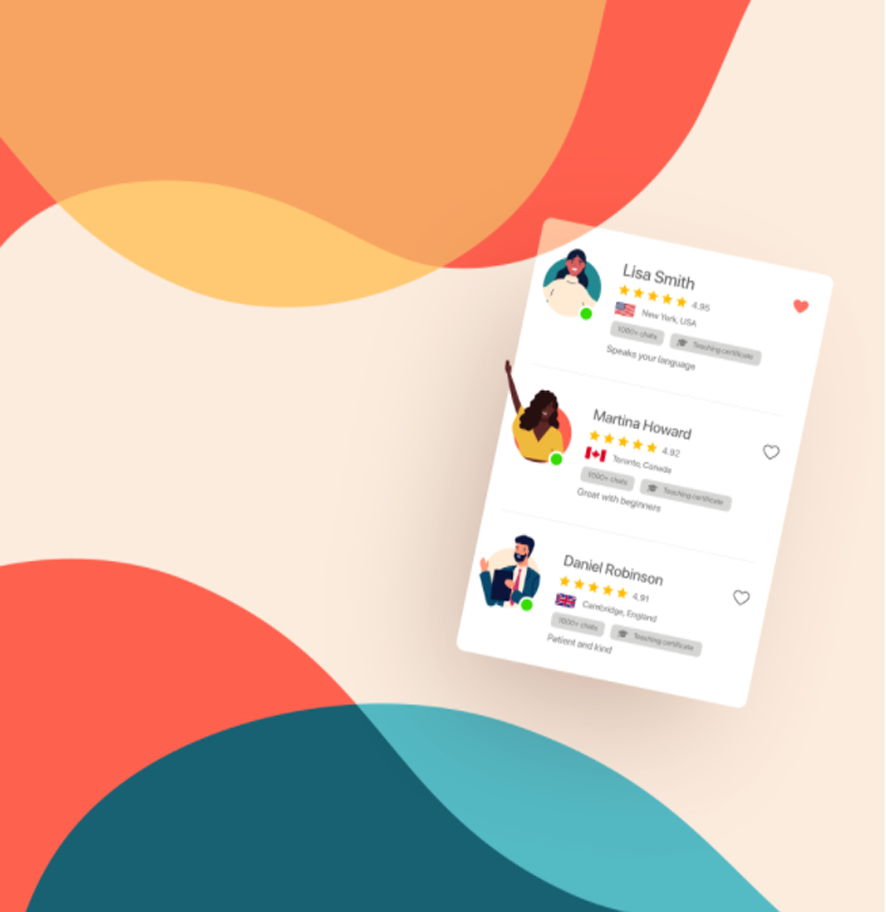 Lisa Smith
4.95
New York, USA
1000+ chats
Teaching certificate
Speaks your language
Martina Howard
4.92
Toronto, Canada
1000+ chats
Teaching certificate
Great with beginners
Daniel Robinson
4.91
Cambridge, England
1000+ chats
Teaching certificate
Patient and kind